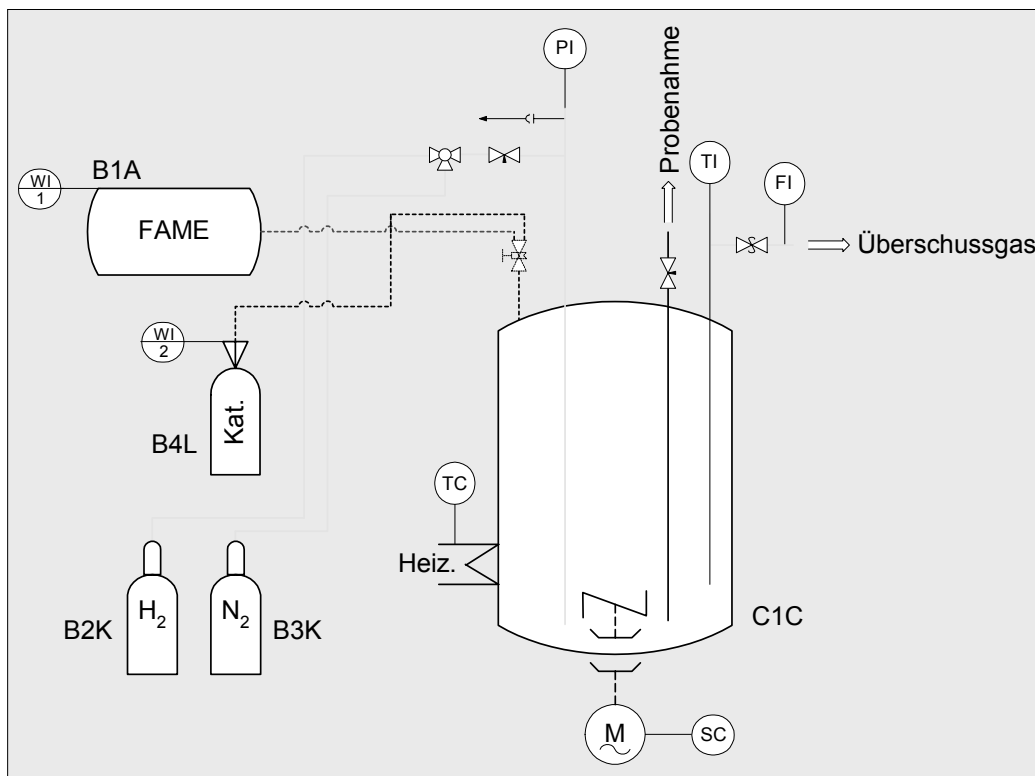 PI
Probenahme
TI
FI
B1A
WI
1
FAME
Überschussgas
WI
2
Kat.
B4L
TC
Heiz.
H2
N2
B2K
B3K
C1C
M
SC